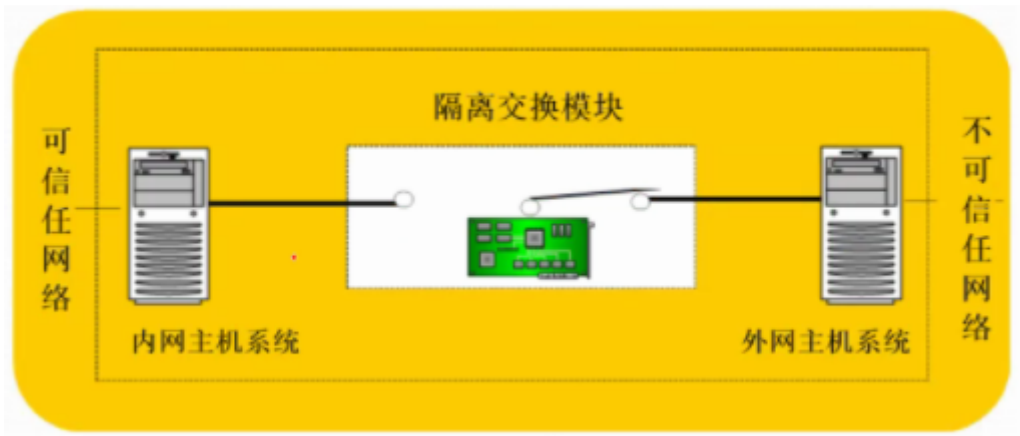 隔离交换模块
可信任网络
不可信任网络
内网主机系统
外网主机系统